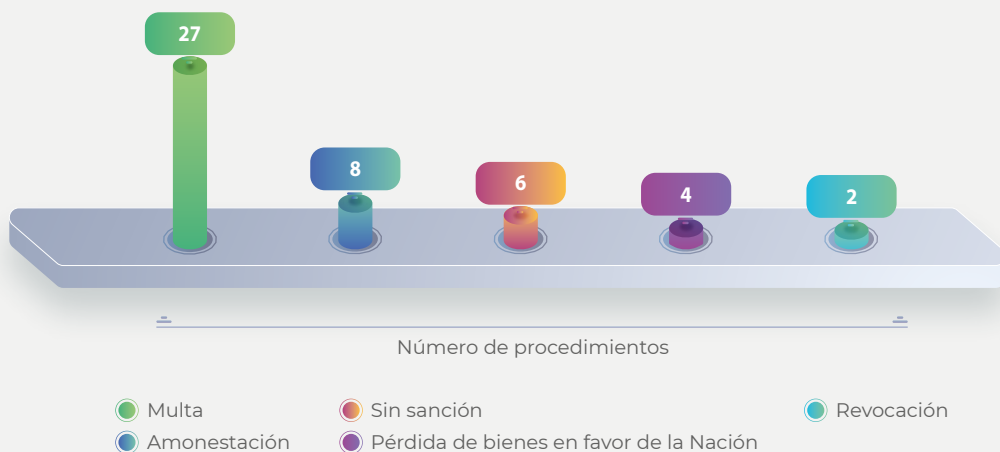 27
8
6
4
2
Número de procedimientos
Multa
Sin sanción
Revocación
Amonestación
Pérdida de bienes en favor de la Nación